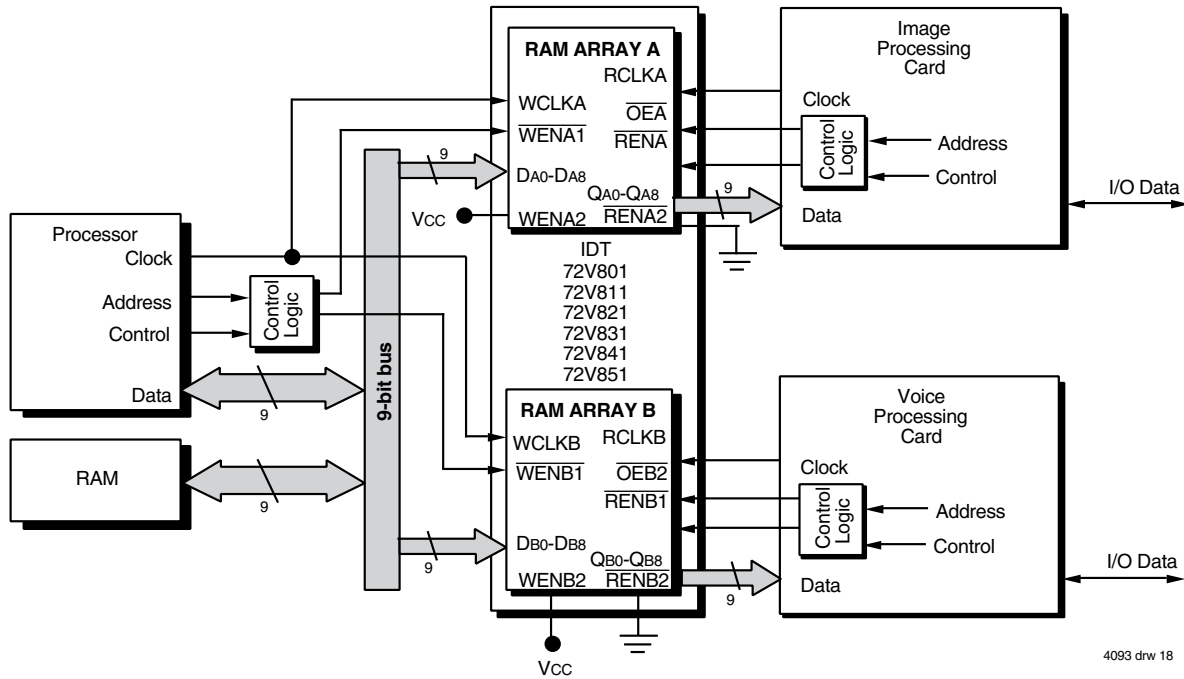 Processor
Clock
Address
Control
Data
Control
Logic
9
RAM
9
9-bit bus
9
9
VCC
RAM ARRAY A
RCLKA
WCLKA
OEA
WENA1
RENA
DA0-DA8
QA0-QA8
WENA2
RENA2
9
IDT
72V801
72V811
72V821
72V831
72V841
72V851
RAM ARRAY B
RCLKB
WCLKB
OEB2
WENB1
RENB1
DB0-DB8
QB0-QB8
WENB2
RENB2
9
VCC
Image
Processing
Card
Clock
Control
Logic
Address
Control
Data
I/O Data
Voice
Processing
Card
Clock
Control
Logic
Address
Control
Data
I/O Data
4093 drw 18